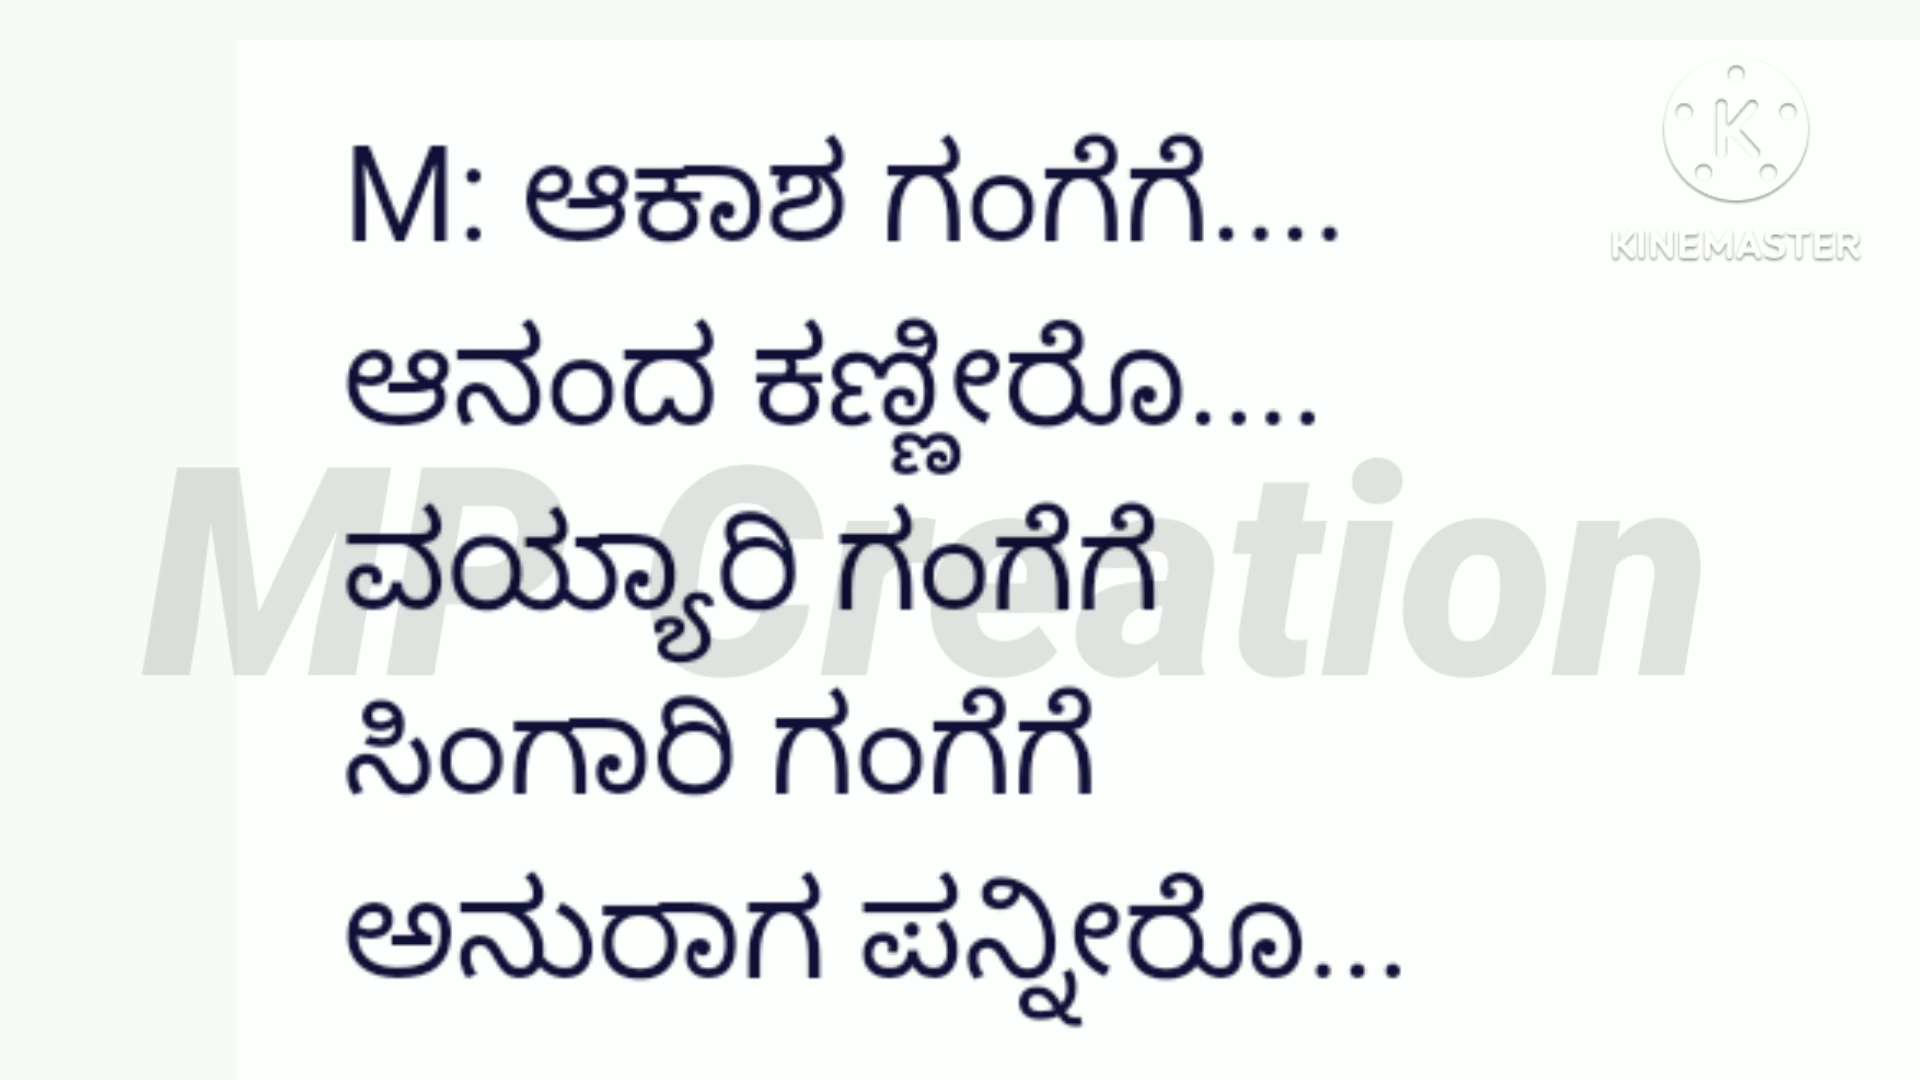 M: ಆಕಾಶ ಗಂಗೆಗೆ....
KINEMASTER
ಆನಂದ ಕಣ್ಣೀರೊ....
MP Creation
ವಯ್ಯಾರಿ ಗಂಗೆಗೆ
ಸಿಂಗಾರಿ ಗಂಗೆಗೆ
ಅನುರಾಗ ಪನ್ನೀರೊ...